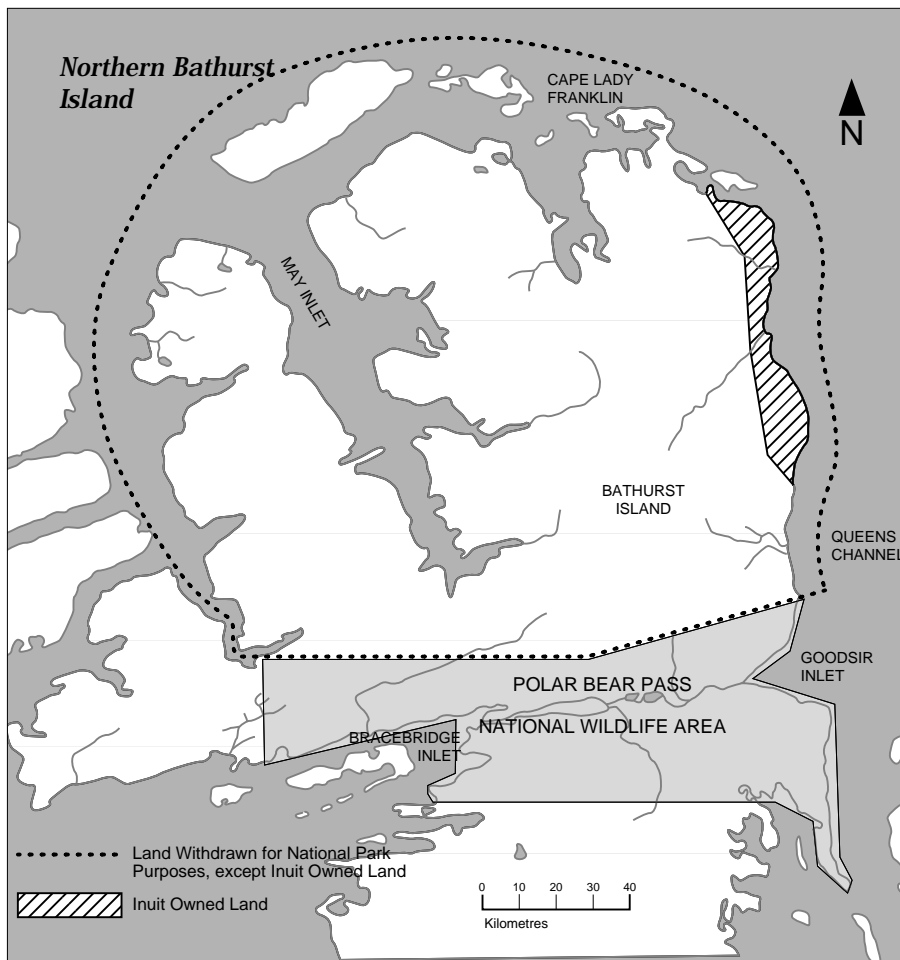 Northern Bathurst
Island
CAPE LADY
FRANKLIN
N
MAY INLET
BATHURST
ISLAND
QUEENS
CHANNEL
GOODSIR
INLET
POLAR BEAR PASS
NATIONAL WILDLIFE AREA
BRACEBRIDGE
INLET
Land Withdrawn for National Park
Purposes, except Inuit Owned Land
Inuit Owned Land
0 10 20 30 40
Kilometres